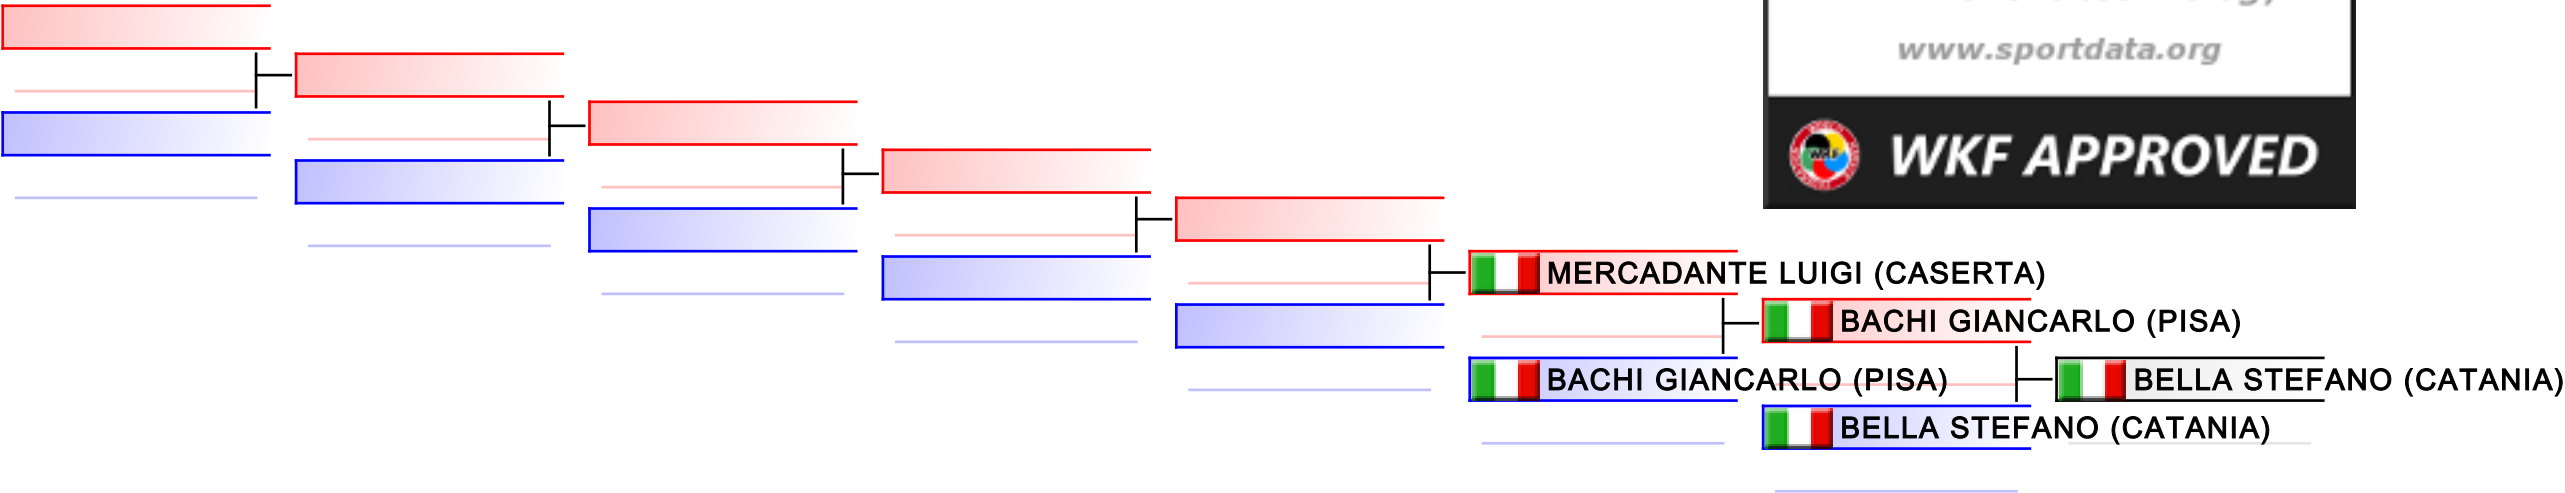 www.sportdata.org
WKF APPROVED
MERCADANTE LUIGI (CASERTA)
BACHI GIANCARLO (PISA)
BACHI GIANCARLO (PISA)
BELLA STEFANO (CATANIA)
BELLA STEFANO (CATANIA)